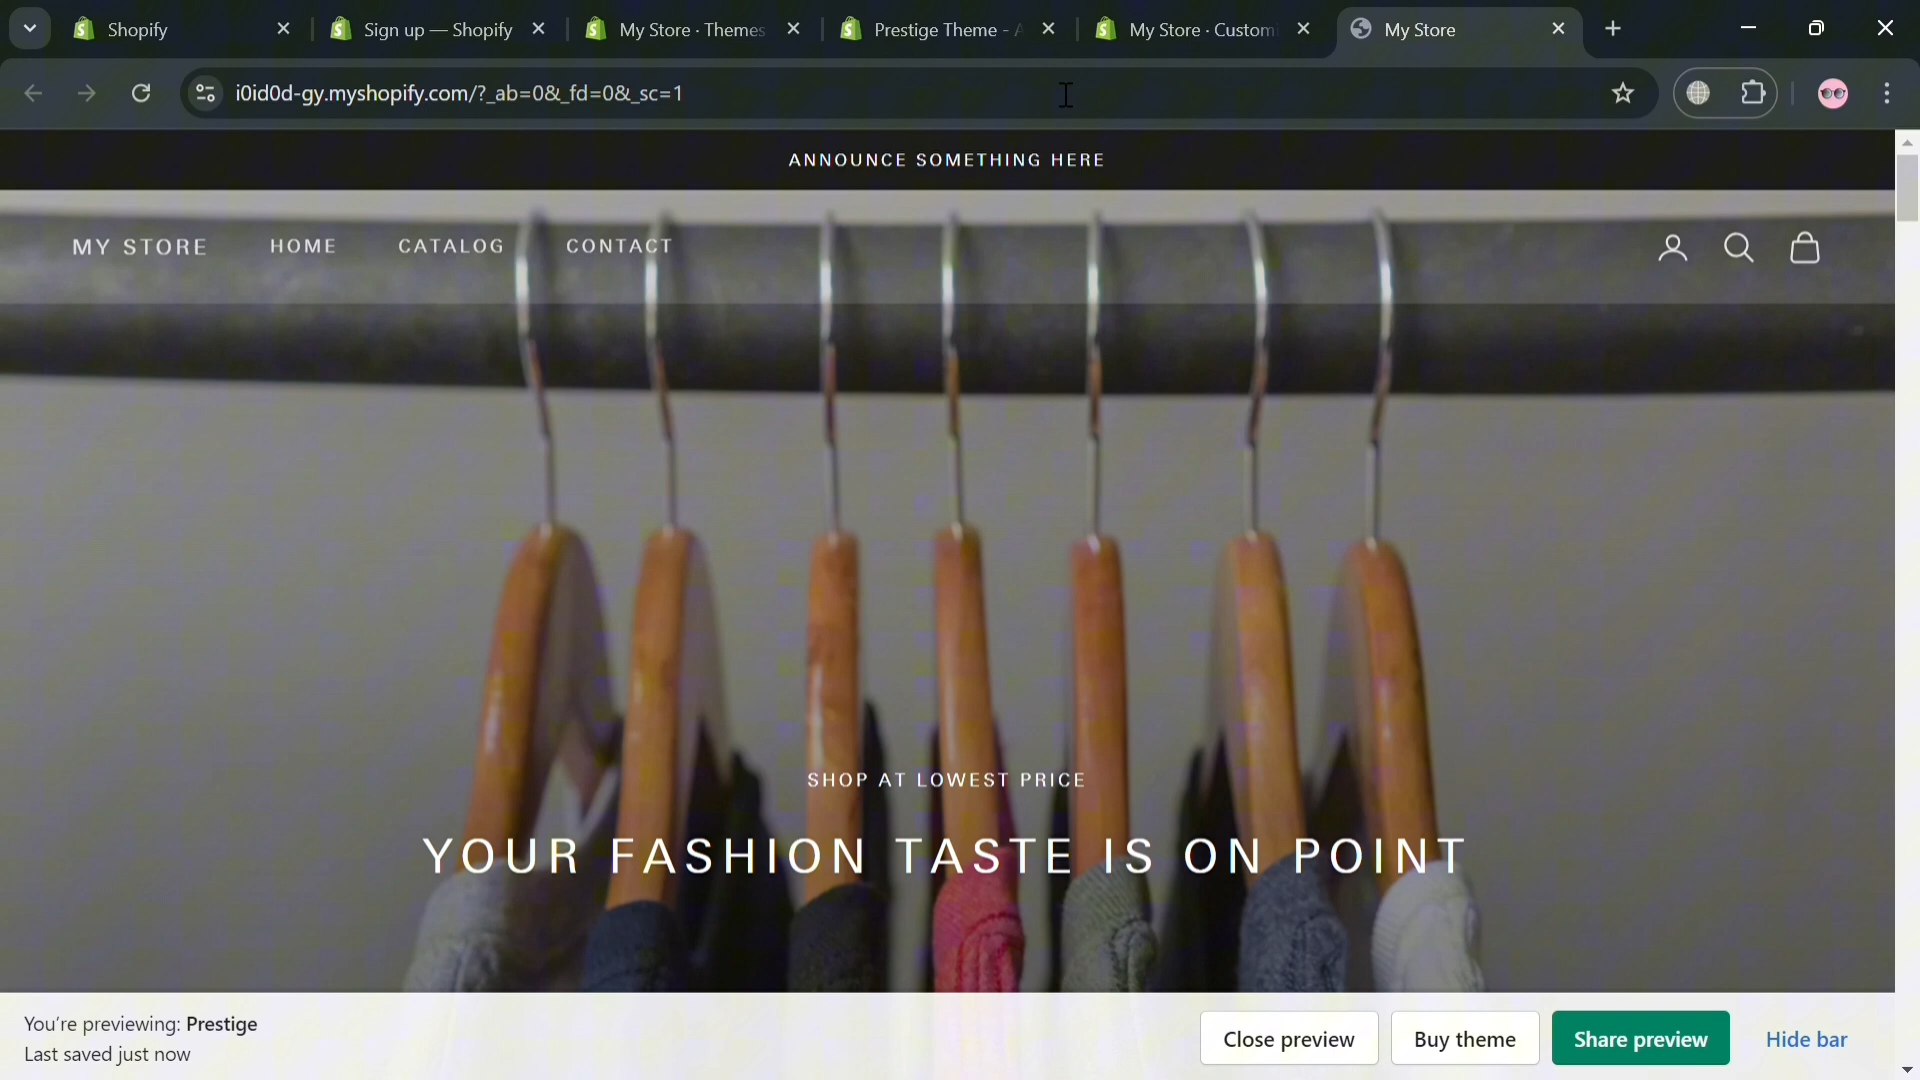 Shopify
Sign up — Shopify
My Store · Themes
Prestige Theme -
My Store · Custom
My Store
i0id0d-gy.myshopify.com/?_ab=0&_fd=0&_sc=1
ANNOUNCE SOMETHING HERE
MY STORE HOME CATALOG CONTACT
SHOP AT LOWEST PRICE
YOUR FASHION TASTE IS ON POINT
You're previewing: Prestige
Last saved just now
Close preview
Buy theme
Share preview
Hide bar